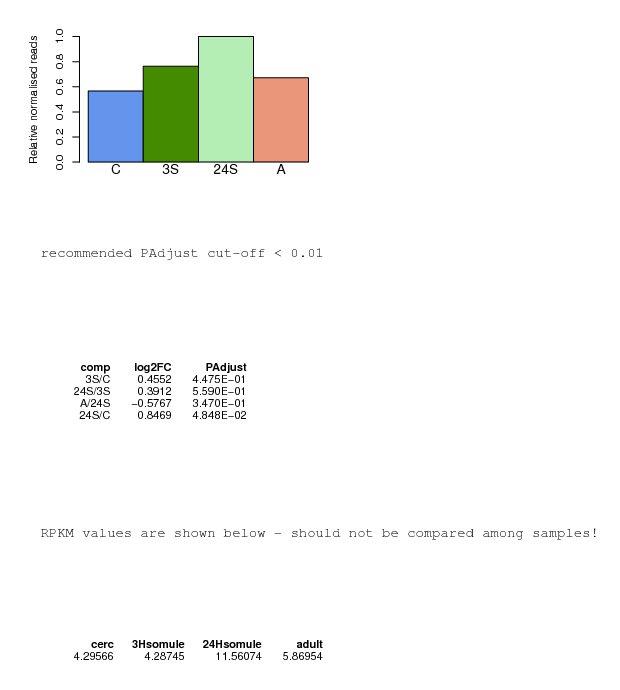 Relative normalised reads
1.0
0.8
0.6
0.4
0.2
0.0
C 3S 24S A
recommended PAdjust cut-off < 0.01
comp log2FC PAdjust
3S/C 0.4552 4.475E-01
24S/3S 0.3912 5.590E-01
A/24S -0.5767 3.470E-01
24S/C 0.8469 4.848E-02
RPKM values are shown below - should not be compared among samples!
cerc 3Hsomule 24Hsomule adult
4.29566 4.28745 11.56074 5.86954